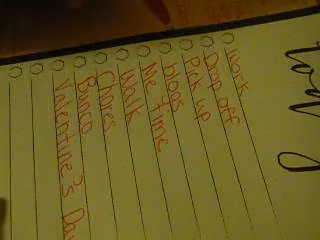 Work
Drop off
Pick up
blogs
Me time
Walk
Chores
Bunco
Valentine's Day